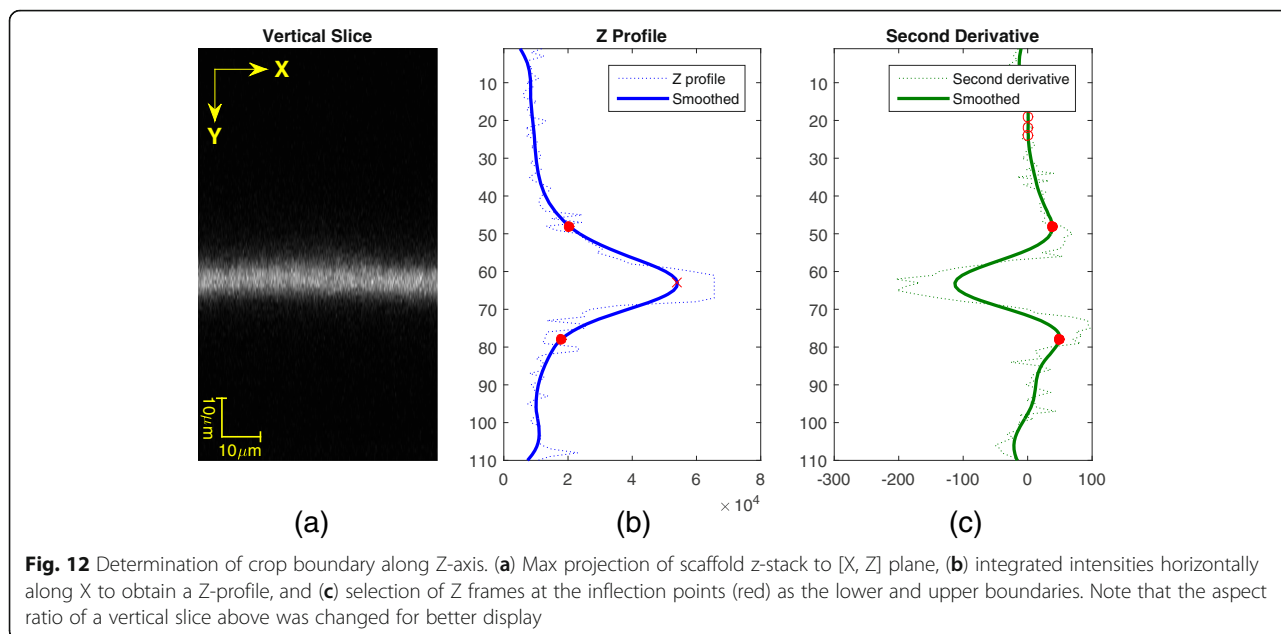 Vertical Slice
X
Y
10μm
10μm
(a)
Z Profile
Z profile
Smoothed
10
20
30
40
50
60
70
80
90
100
110
0
2
4
6
8
× 10⁴
(b)
Second Derivative
Second derivative
Smoothed
10
20
30
40
50
60
70
80
90
100
110
-300
-200
-100
0
100
(c)
Fig. 12 Determination of crop boundary along Z-axis. (a) Max projection of scaffold z-stack to [X, Z] plane, (b) integrated intensities horizontally
along X to obtain a Z-profile, and (c) selection of Z frames at the inflection points (red) as the lower and upper boundaries. Note that the aspect
ratio of a vertical slice above was changed for better display